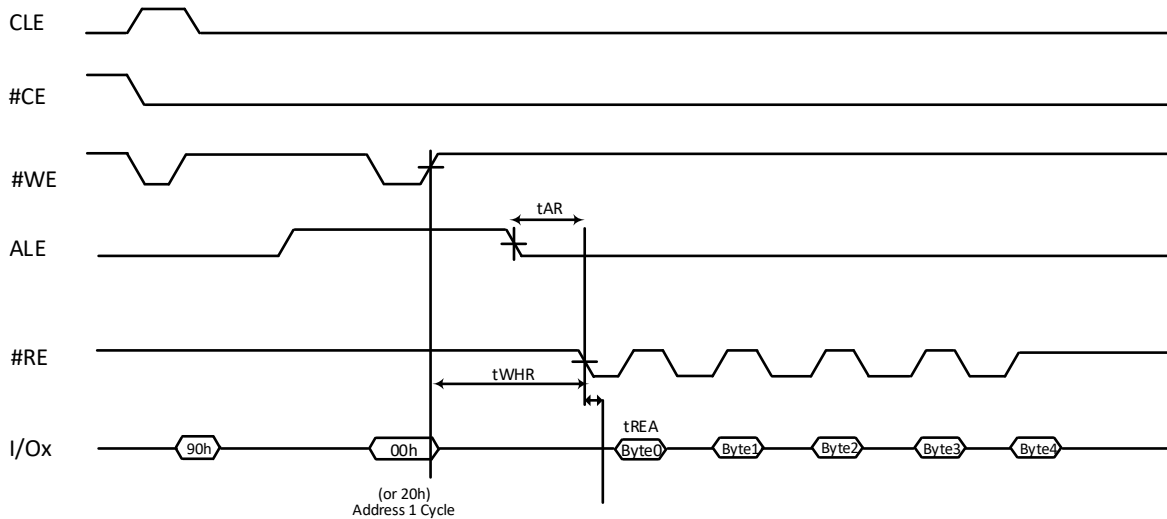 CLE
#CE
#WE
tAR
ALE
#RE
tWHR
tREA
I/Ox
90h
00h
Byte0
Byte1
Byte2
Byte3
Byte4
(or 20h)
Address 1 Cycle